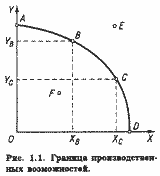 Y
A
E
B
Y_B
C
Y_C
F
D
O
X_B
X_C
X
Рис. 1.1. Граница производствен-
ных возможностей.